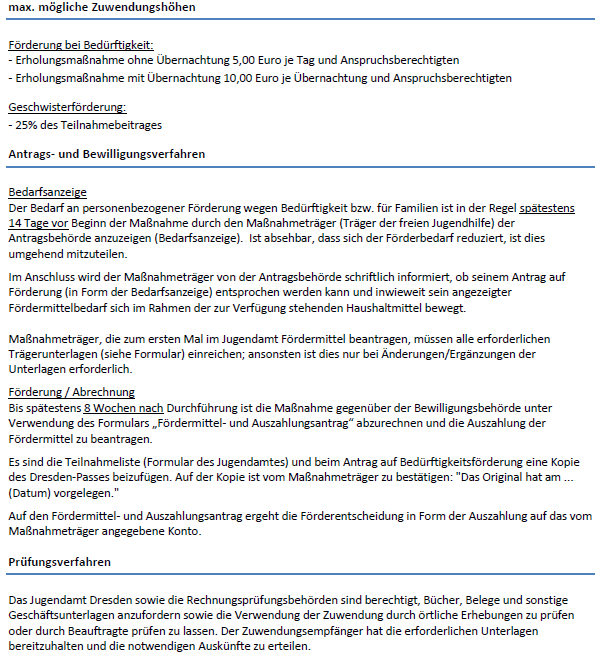 max. mögliche Zuwendungshöhen
Förderung bei Bedürftigkeit:
- Erholungsmaßnahme ohne Übernachtung 5,00 Euro je Tag und Anspruchsberechtigten
- Erholungsmaßnahme mit Übernachtung 10,00 Euro je Übernachtung und Anspruchsberechtigten
Geschwisterförderung:
- 25% des Teilnahmebeitrages
Antrags- und Bewilligungsverfahren
Bedarfsanzeige
Der Bedarf an personenbezogener Förderung wegen Bedürftigkeit bzw. für Familien ist in der Regel spätestens
14 Tage vor Beginn der Maßnahme durch den Maßnahmeträger (Träger der freien Jugendhilfe) der
Antragsbehörde anzuzeigen (Bedarfsanzeige). Ist absehbar, dass sich der Förderbedarf reduziert, ist dies
umgehend mitzuteilen.
Im Anschluss wird der Maßnahmeträger von der Antragsbehörde schriftlich informiert, ob seinem Antrag auf
Förderung (in Form der Bedarfsanzeige) entsprochen werden kann und inwieweit sein angezeigter
Fördermittelbedarf sich im Rahmen der zur Verfügung stehenden Haushaltmittel bewegt.
Maßnahmeträger, die zum ersten Mal im Jugendamt Fördermittel beantragen, müssen alle erforderlichen
Trägerunterlagen (siehe Formular) einreichen; ansonsten ist dies nur bei Änderungen/Ergänzungen der
Unterlagen erforderlich.
Förderung / Abrechnung
Bis spätestens 8 Wochen nach Durchführung ist die Maßnahme gegenüber der Bewilligungsbehörde unter
Verwendung des Formulars „Fördermittel- und Auszahlungsantrag“ abzurechnen und die Auszahlung der
Fördermittel zu beantragen.
Es sind die Teilnahmeliste (Formular des Jugendamtes) und beim Antrag auf Bedürftigkeitsförderung eine Kopie
des Dresden-Passes beizufügen. Auf der Kopie ist vom Maßnahmeträger zu bestätigen: "Das Original hat am ...
(Datum) vorgelegen."
Auf den Fördermittel- und Auszahlungsantrag ergeht die Förderentscheidung in Form der Auszahlung auf das vom
Maßnahmeträger angegebene Konto.
Prüfungsverfahren
Das Jugendamt Dresden sowie die Rechnungsprüfungsbehörden sind berechtigt, Bücher, Belege und sonstige
Geschäftsunterlagen anzufordern sowie die Verwendung der Zuwendung durch örtliche Erhebungen zu prüfen
oder durch Beauftragte prüfen zu lassen. Der Zuwendungsempfänger hat die erforderlichen Unterlagen
bereitzuhalten und die notwendigen Auskünfte zu erteilen.